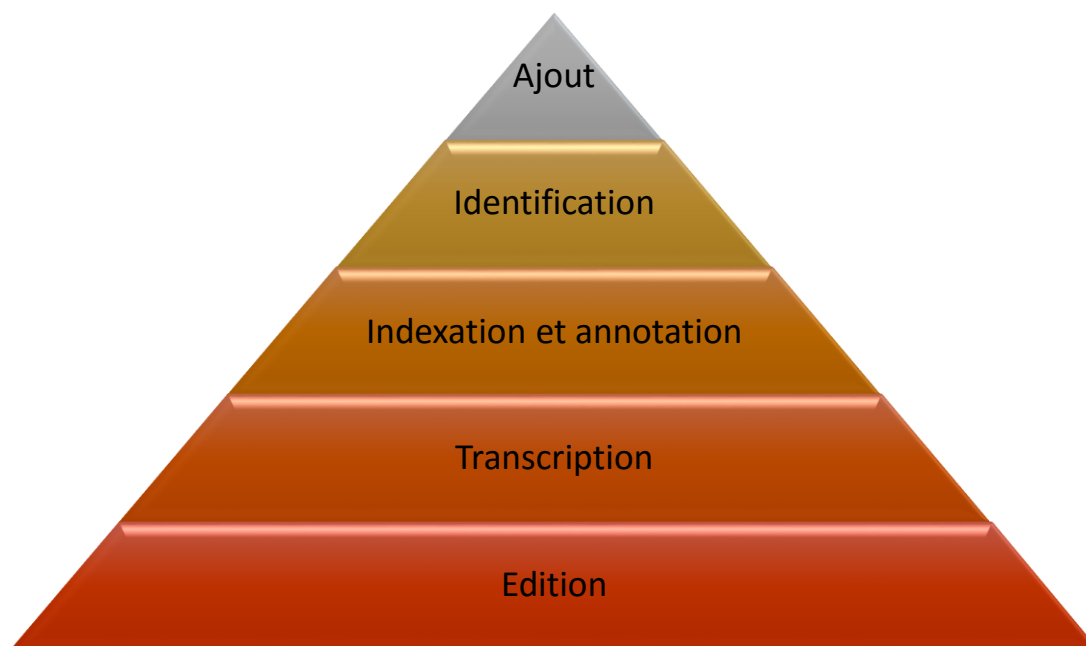 Ajout
Identification
Indexation et annotation
Transcription
Edition